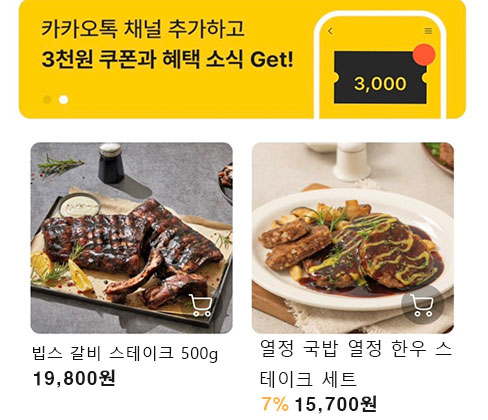 카카오톡 채널 추가하고
3천원 쿠폰과 혜택 소식 Get!
3,000
빕스 갈비 스테이크 500g
19,800원
열정 국밥 열정 한우 스
테이크 세트
7% 15,700원